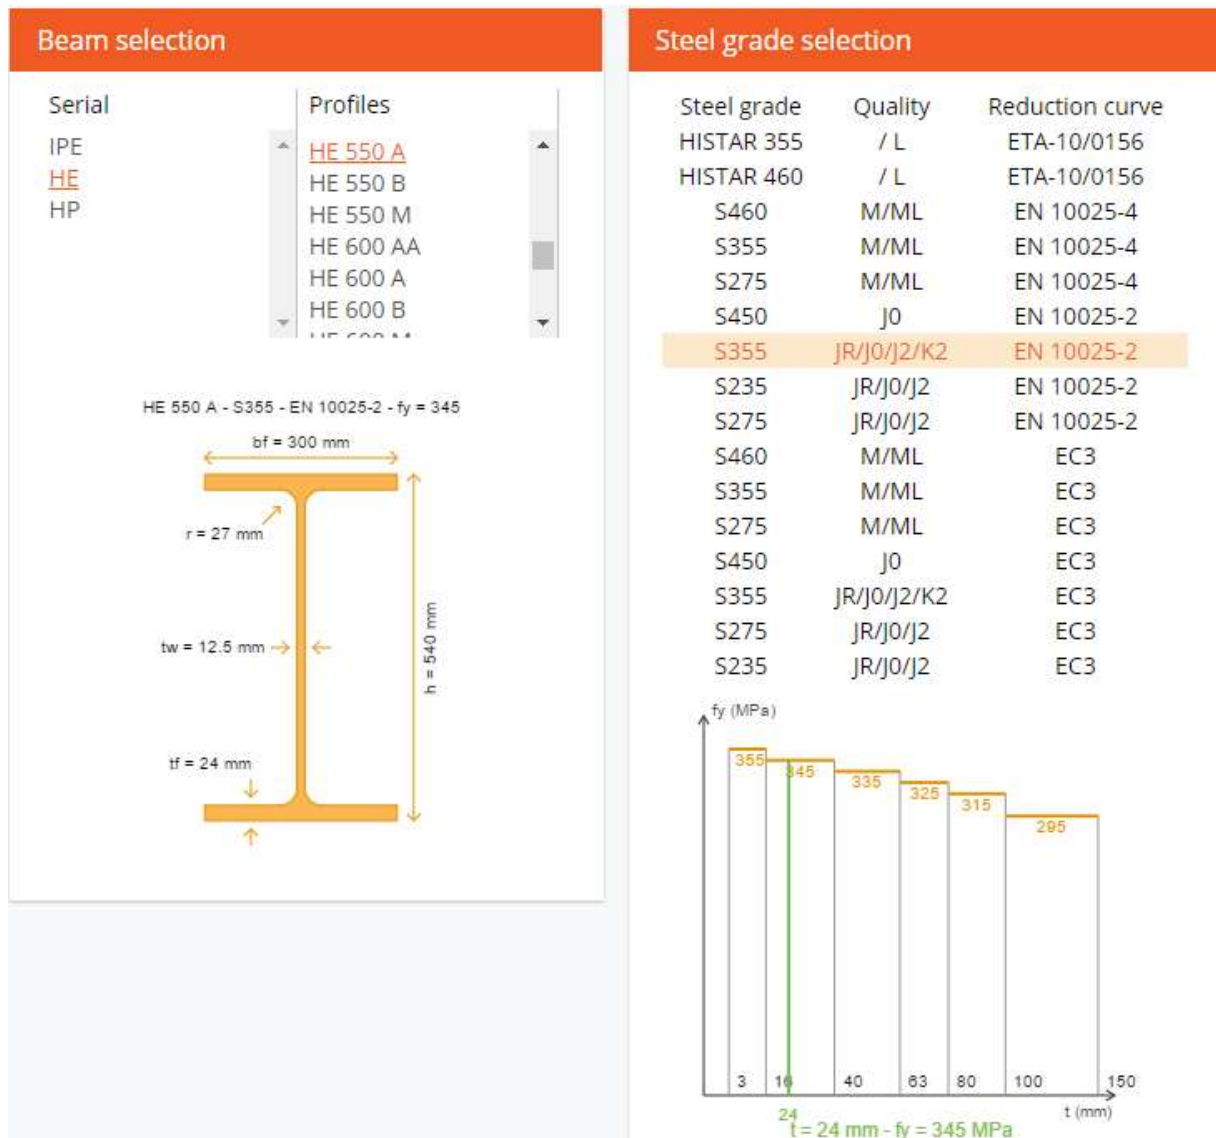 Beam selection
Serial
IPE
HE
HP
Profiles
HE 550 A
HE 550 B
HE 550 M
HE 600 AA
HE 600 A
HE 600 B
HE 550 A - S355 - EN 10025-2 - fy = 345
bf = 300 mm
r = 27 mm
tw = 12.5 mm
h = 540 mm
tf = 24 mm
Steel grade selection
Steel grade Quality Reduction curve
HISTAR 355 / L ETA-10/0156
HISTAR 460 / L ETA-10/0156
S460 M/ML EN 10025-4
S355 M/ML EN 10025-4
S275 M/ML EN 10025-4
S450 J0 EN 10025-2
S355 JR/J0/J2/K2 EN 10025-2
S235 JR/J0/J2 EN 10025-2
S275 JR/J0/J2 EN 10025-2
S460 M/ML EC3
S355 M/ML EC3
S275 M/ML EC3
S450 J0 EC3
S355 JR/J0/J2/K2 EC3
S275 JR/J0/J2 EC3
S235 JR/J0/J2 EC3
fy (MPa)
355 345 335 325 315 295
3 16 40 63 80 100 150
t (mm)
24
t = 24 mm - fy = 345 MPa